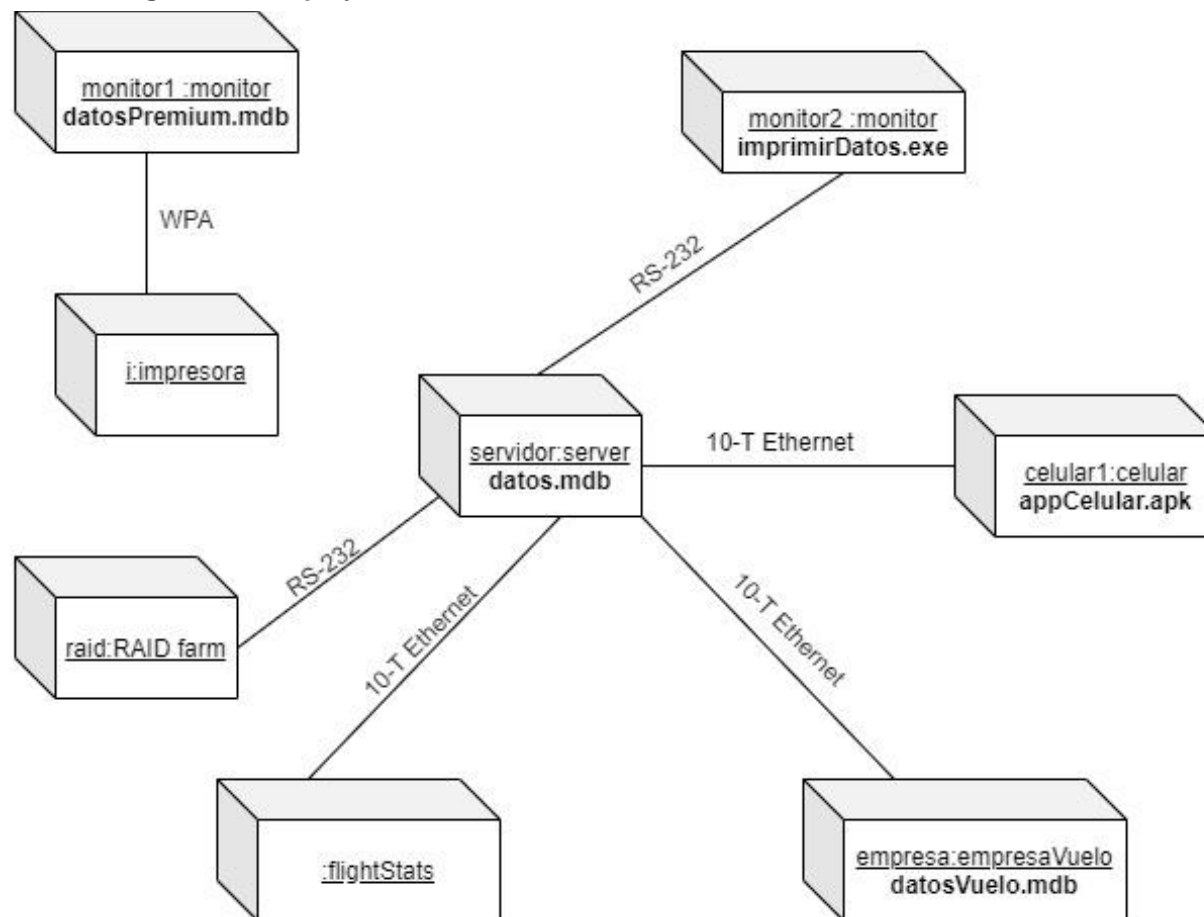 monitor1 :monitor
datosPremium.mdb
monitor2 :monitor
imprimirDatos.exe
WPA
RS-232
i:impresora
servidor:server
datos.mdb
10-T Ethernet
celular1:celular
appCelular.apk
RS-232
raid:RAID farm
10-T Ethernet
10-T Ethernet
:flightStats
empresa:empresaVuelo
datosVuelo.mdb